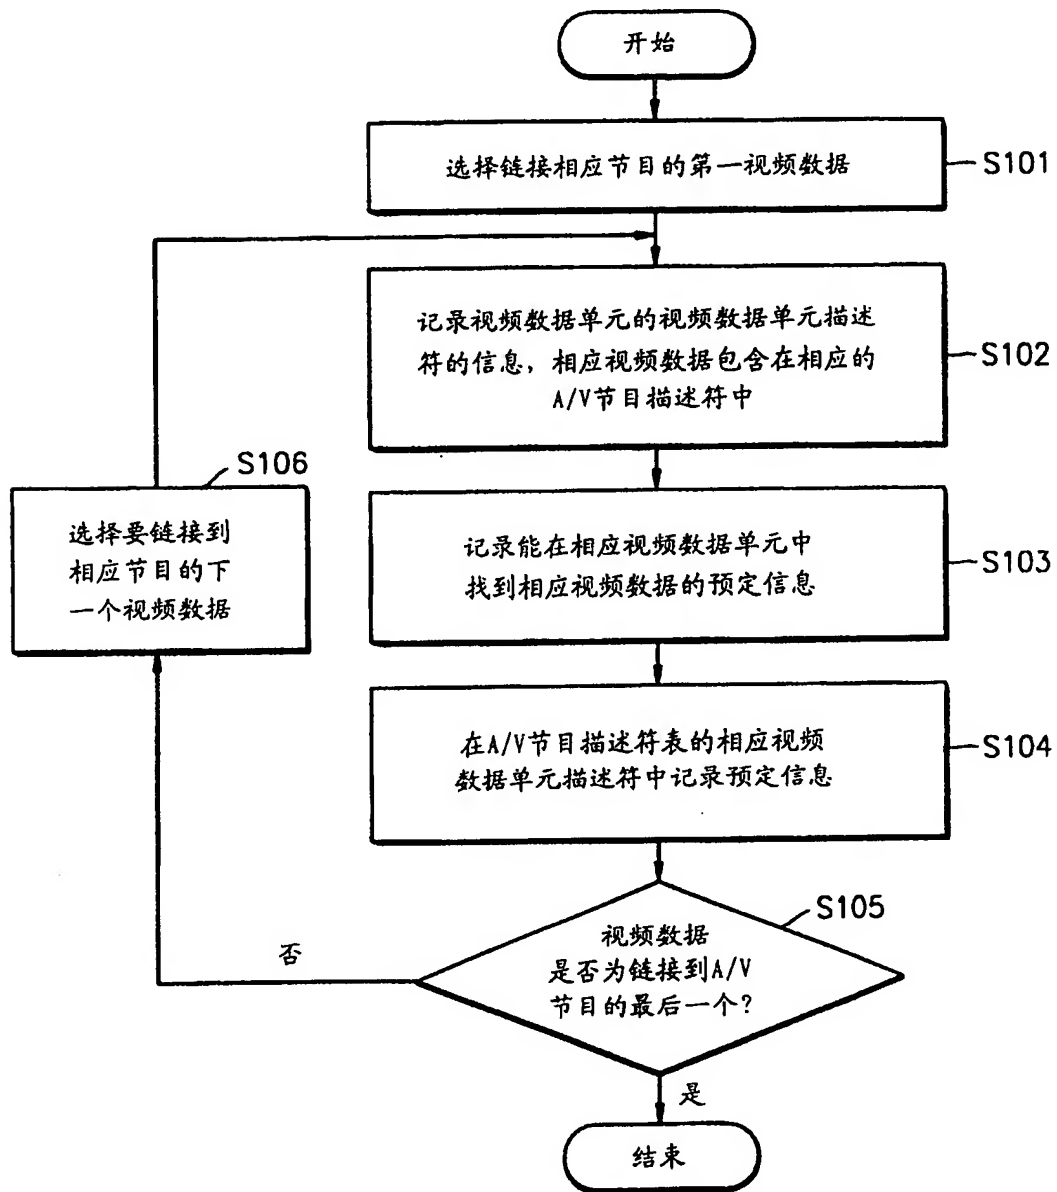 开始
选择链接相应节目的第一视频数据
S101
记录视频数据单元的视频数据单元描述
符的信息，相应视频数据包含在相应的
A/V节目描述符中
S102
S106
选择要链接到
相应节目的下
一个视频数据
记录能在相应视频数据单元中
找到相应视频数据的预定信息
S103
在A/V节目描述符表的相应视频
数据单元描述符中记录预定信息
S104
S105
视频数据
是否为链接到A/V
节目的最后一个?
否
是
结束